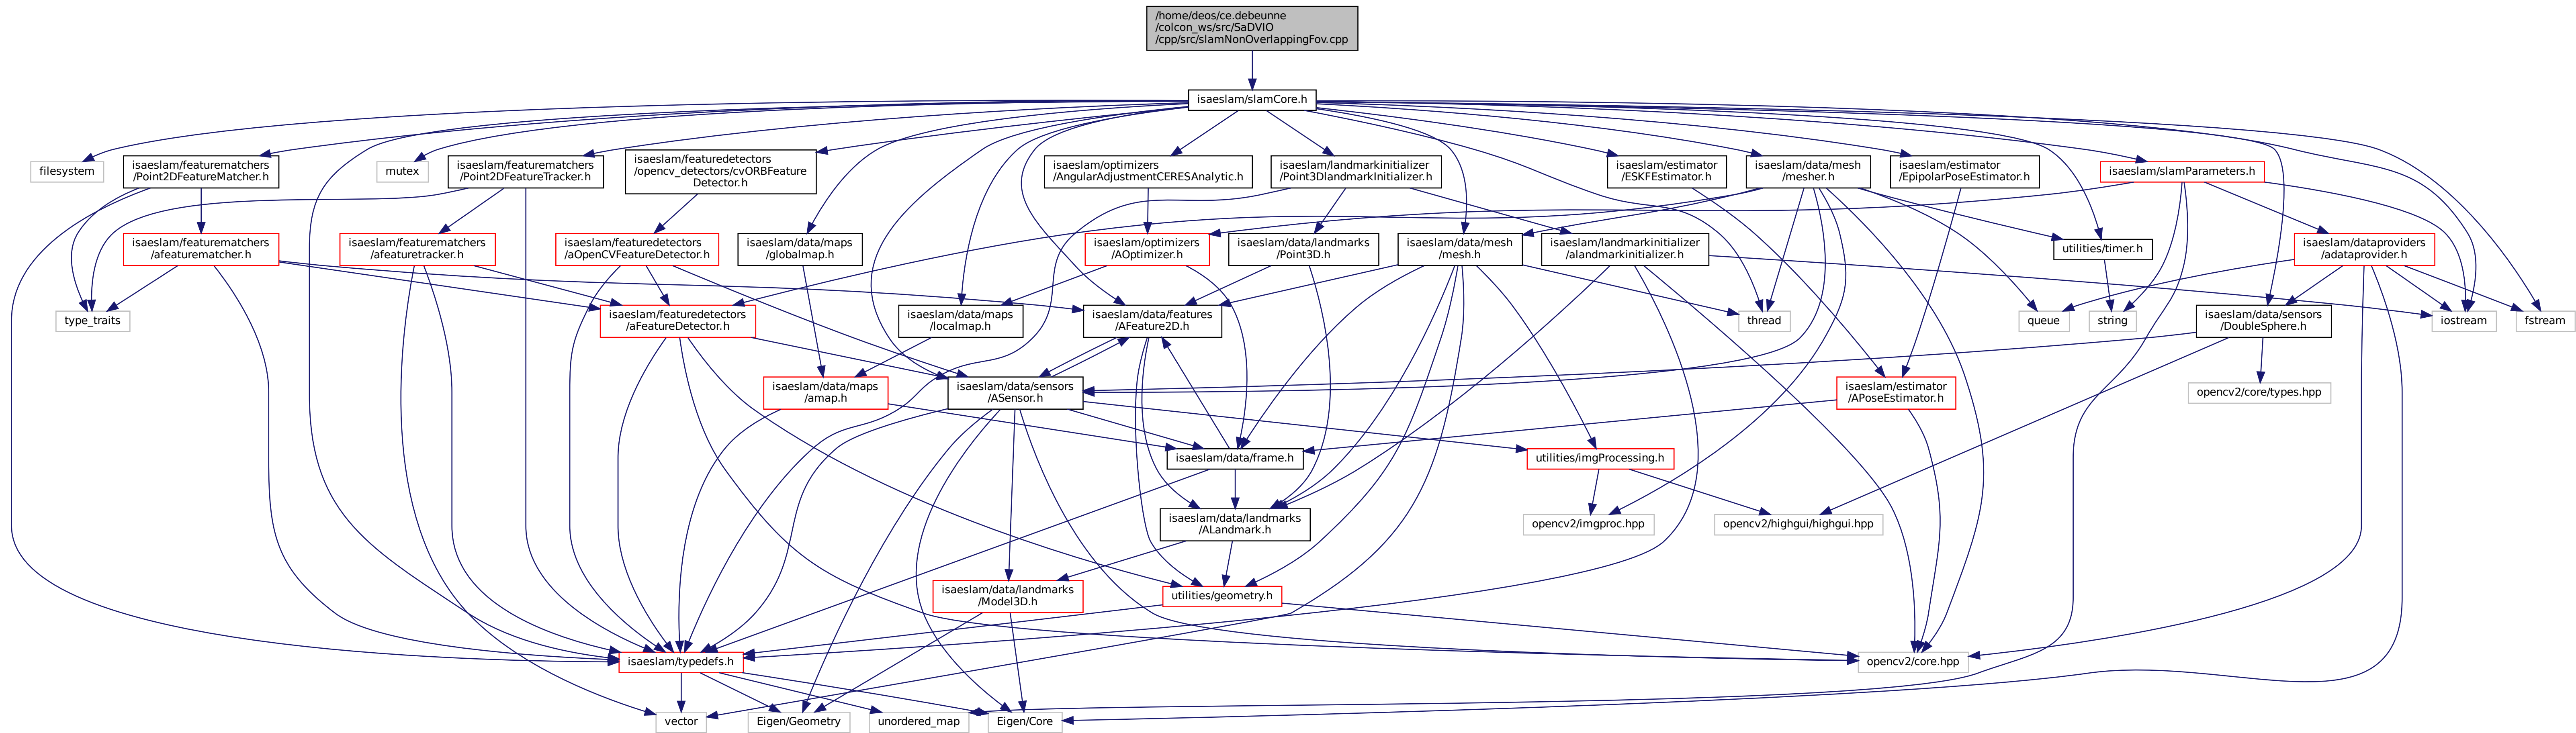 /home/deos/ce.debeunne
/colcon_ws/src/SaDVIO
/cpp/src/slamNonOverlappingFov.cpp
isaeslam/slamCore.h
filesystem
isaeslam/featurematchers
/Point2DFeatureMatcher.h
mutex
isaeslam/featurematchers
/Point2DFeatureTracker.h
isaeslam/featuredetectors
/opencv_detectors/cvORBFeature
Detector.h
isaeslam/optimizers
/AngularAdjustmentCERESAnalytic.h
isaeslam/landmarkinitializer
/Point3DlandmarkInitializer.h
isaeslam/estimator
/ESKFEstimator.h
isaeslam/data/mesh
/mesher.h
isaeslam/estimator
/EpipolarPoseEstimator.h
isaeslam/slamParameters.h
isaeslam/featurematchers
/afeaturematcher.h
isaeslam/featurematchers
/afeaturetracker.h
isaeslam/featuredetectors
/aOpenCVFeatureDetector.h
isaeslam/data/maps
/globalmap.h
isaeslam/optimizers
/AOptimizer.h
isaeslam/data/landmarks
/Point3D.h
isaeslam/data/mesh
/mesh.h
isaeslam/landmarkinitializer
/alandmarkinitializer.h
utilities/timer.h
isaeslam/dataproviders
/adataprovider.h
type_traits
isaeslam/featuredetectors
/aFeatureDetector.h
isaeslam/data/maps
/localmap.h
isaeslam/data/features
/AFeature2D.h
thread
queue
string
isaeslam/data/sensors
/DoubleSphere.h
iostream
fstream
isaeslam/data/maps
/amap.h
isaeslam/data/sensors
/ASensor.h
isaeslam/estimator
/APoseEstimator.h
opencv2/core/types.hpp
isaeslam/data/frame.h
utilities/imgProcessing.h
isaeslam/data/landmarks
/ALandmark.h
opencv2/imgproc.hpp
opencv2/highgui/highgui.hpp
isaeslam/data/landmarks
/Model3D.h
utilities/geometry.h
isaeslam/typedefs.h
opencv2/core.hpp
vector
Eigen/Geometry
unordered_map
Eigen/Core